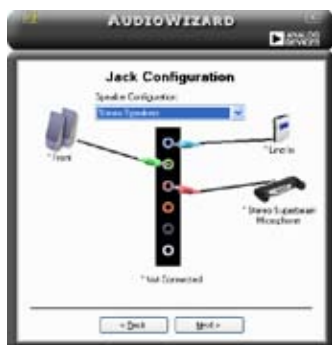 AUDIOWIZARD
ANALOG
DEVICES
Jack Configuration
Speaker Configuration:
Stereo Speakers
* Front
* Line In
* Stereo Superbeam
Microphone
* Not Connected
< Back
Next >